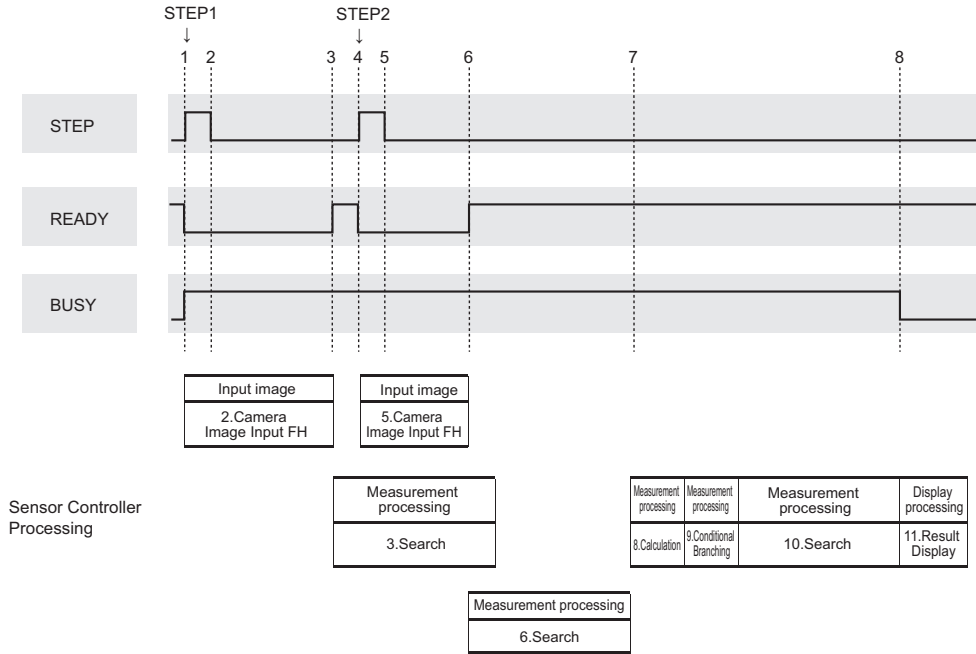 STEP1 STEP2
↓ ↓
1 2 3 4 5 6 7 8
STEP
READY
BUSY
Input image
2.Camera
Image Input FH
Input image
5.Camera
Image Input FH
Sensor Controller
Processing
Measurement
processing
3.Search
Measurement
processing
8.Calculation
Measurement
processing
9.Conditional
Branching
Measurement
processing
10.Search
Display
processing
11.Result
Display
Measurement processing
6.Search